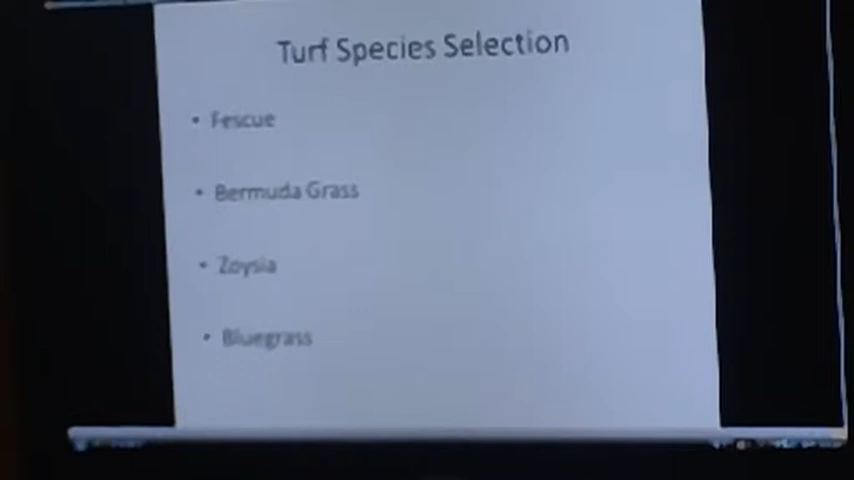 Turf Species Selection
• Fescue
• Bermuda Grass
• Zoysia
• Bluegrass